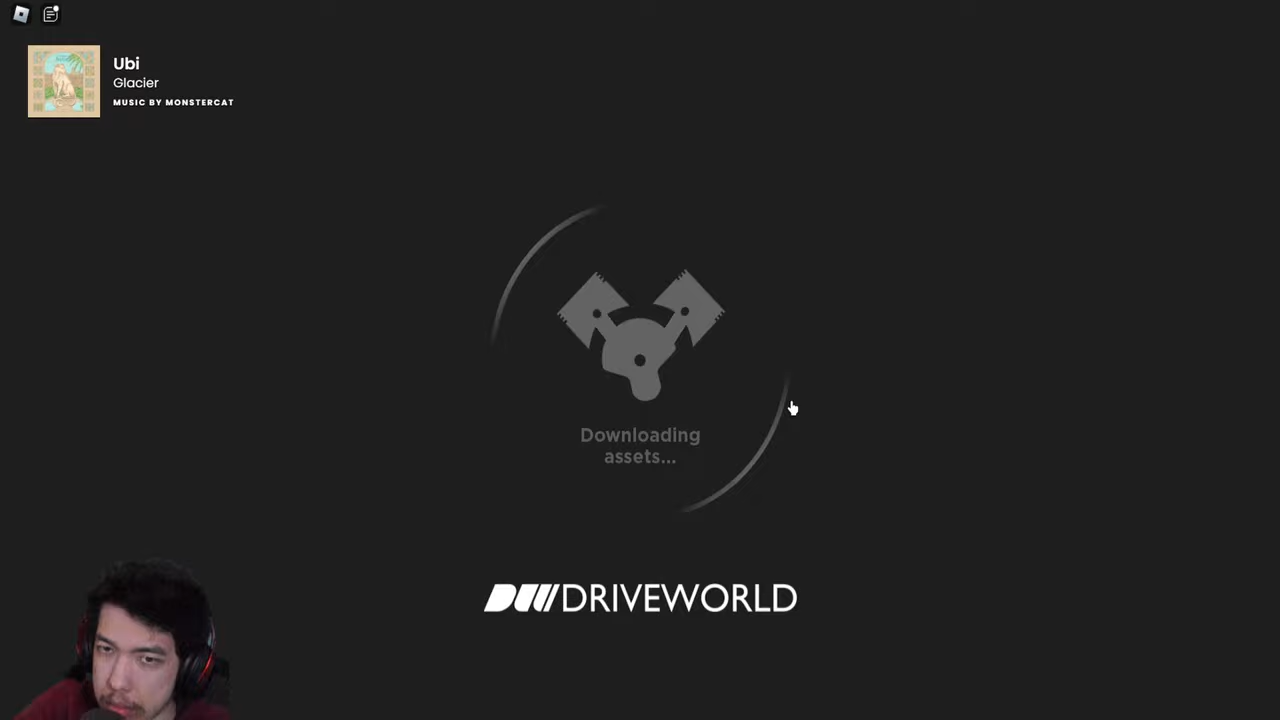 Ubi
Glacier
MUSIC BY MONSTERCAT
Downloading
assets...
DRIVEWORLD